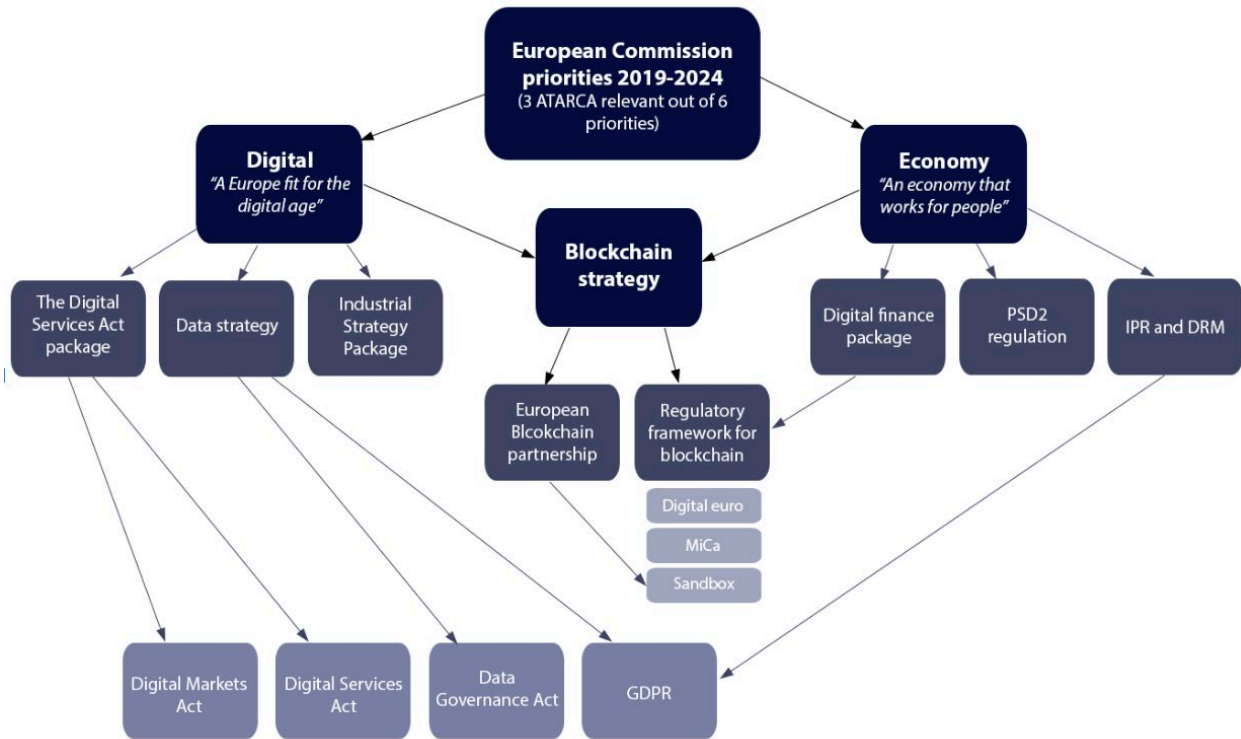 European Commission
priorities 2019-2024
(3 ATARCA relevant out of 6
priorities)
Digital
"A Europe fit for the
digital age"
Economy
"An economy that
works for people"
Blockchain
strategy
The Digital
Services Act
package
Data strategy
Industrial
Strategy
Package
Digital finance
package
PSD2
regulation
IPR and DRM
European
Blcokchain
partnership
Regulatory
framework for
blockchain
Digital euro
MiCa
Sandbox
Digital Markets
Act
Digital Services
Act
Data
Governance Act
GDPR